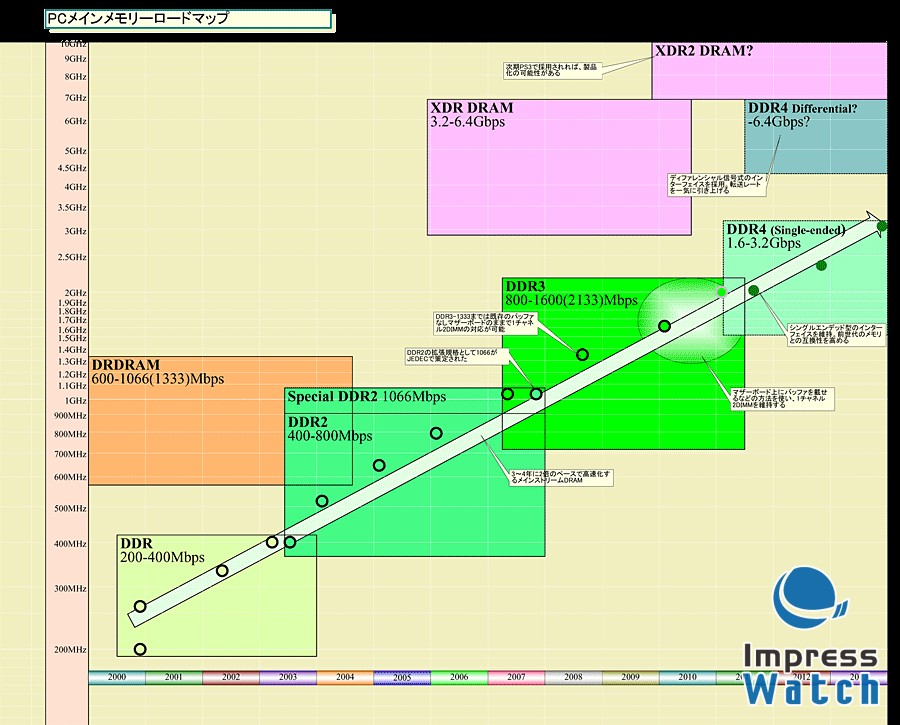 PCメインメモリーロードマップ
10GHz
9GHz
8GHz
7GHz
6GHz
5GHz
4.5GHz
4GHz
3.5GHz
3GHz
2.5GHz
2GHz
1.9GHz
1.8GHz
1.7GHz
1.6GHz
1.5GHz
1.4GHz
1.3GHz
1.2GHz
1.1GHz
1GHz
900MHz
800MHz
700MHz
600MHz
500MHz
400MHz
300MHz
200MHz
XDR2 DRAM?
次期PS3で採用されれば、製品
化の可能性がある
XDR DRAM
3.2-6.4Gbps
DDR4 Differential?
-6.4Gbps?
ディファレンシャル信号式のイン
ターフェイスを採用。転送レート
を一気に引き上げる
DDR4 (Single-ended)
1.6-3.2Gbps
シングルエンデッド型のインター
フェイスを維持。前世代のメモリ
との互換性を高める
DDR3
800-1600(2133)Mbps
DDR3-1333までは既存のバッファ
なしマザーボードのままで1チャネ
ル2DIMMの対応が可能
DDR2の拡張規格として1066が
JEDECで策定された
マザーボード上にバッファを載せ
るなどの方法を使い、1チャネル
2DIMMを維持する
DRDRAM
600-1066(1333)Mbps
Special DDR2 1066Mbps
DDR2
400-800Mbps
3～4年に2倍のペースで高速化す
るメインストリームDRAM
DDR
200-400Mbps
2000
2001
2002
2003
2004
2005
2006
2007
2008
2009
2010
2012
Impress
Watch